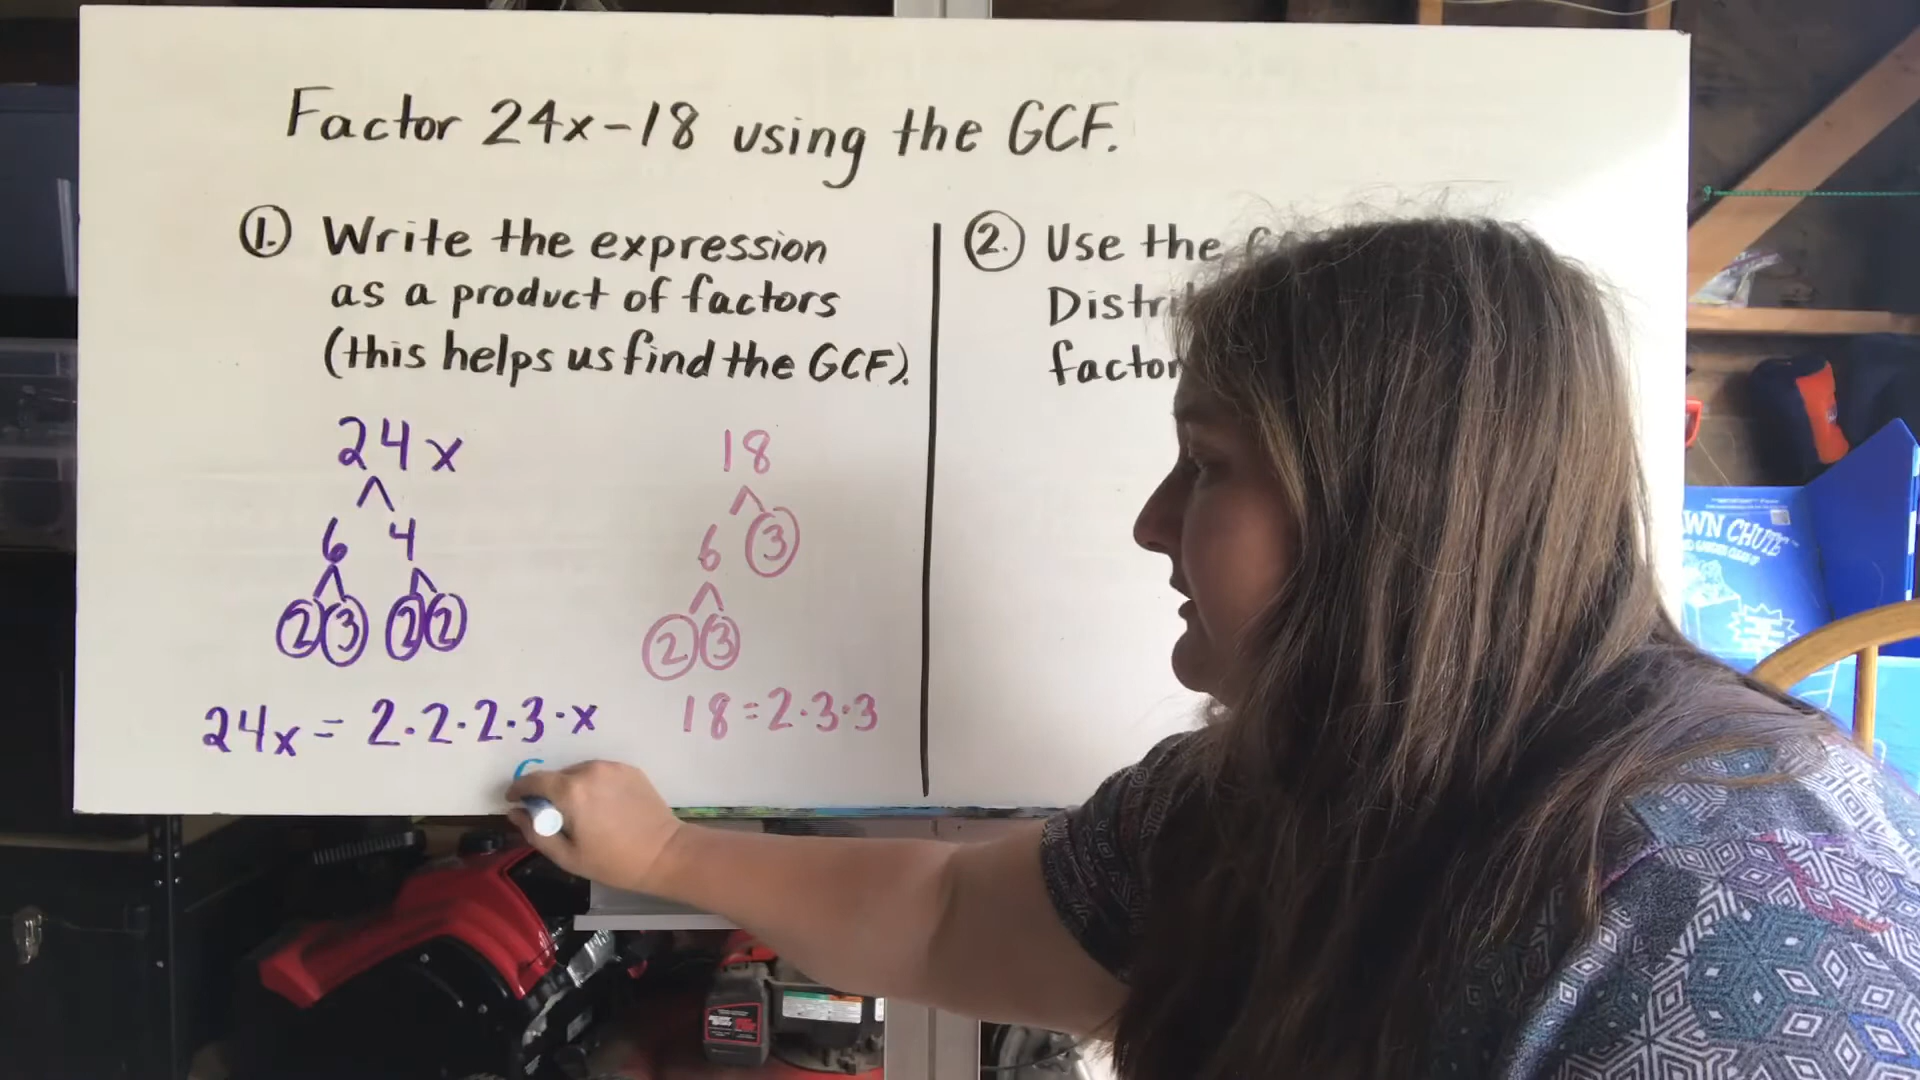 Factor 24x-18 using the GCF.
1. Write the expression
as a product of factors
(this helps us find the GCF).
24x
6 4
2 3 2 2
24x = 2·2·2·3·x
18
6 3
2 3
18=2·3·3
2. Use the
WN CHUTE